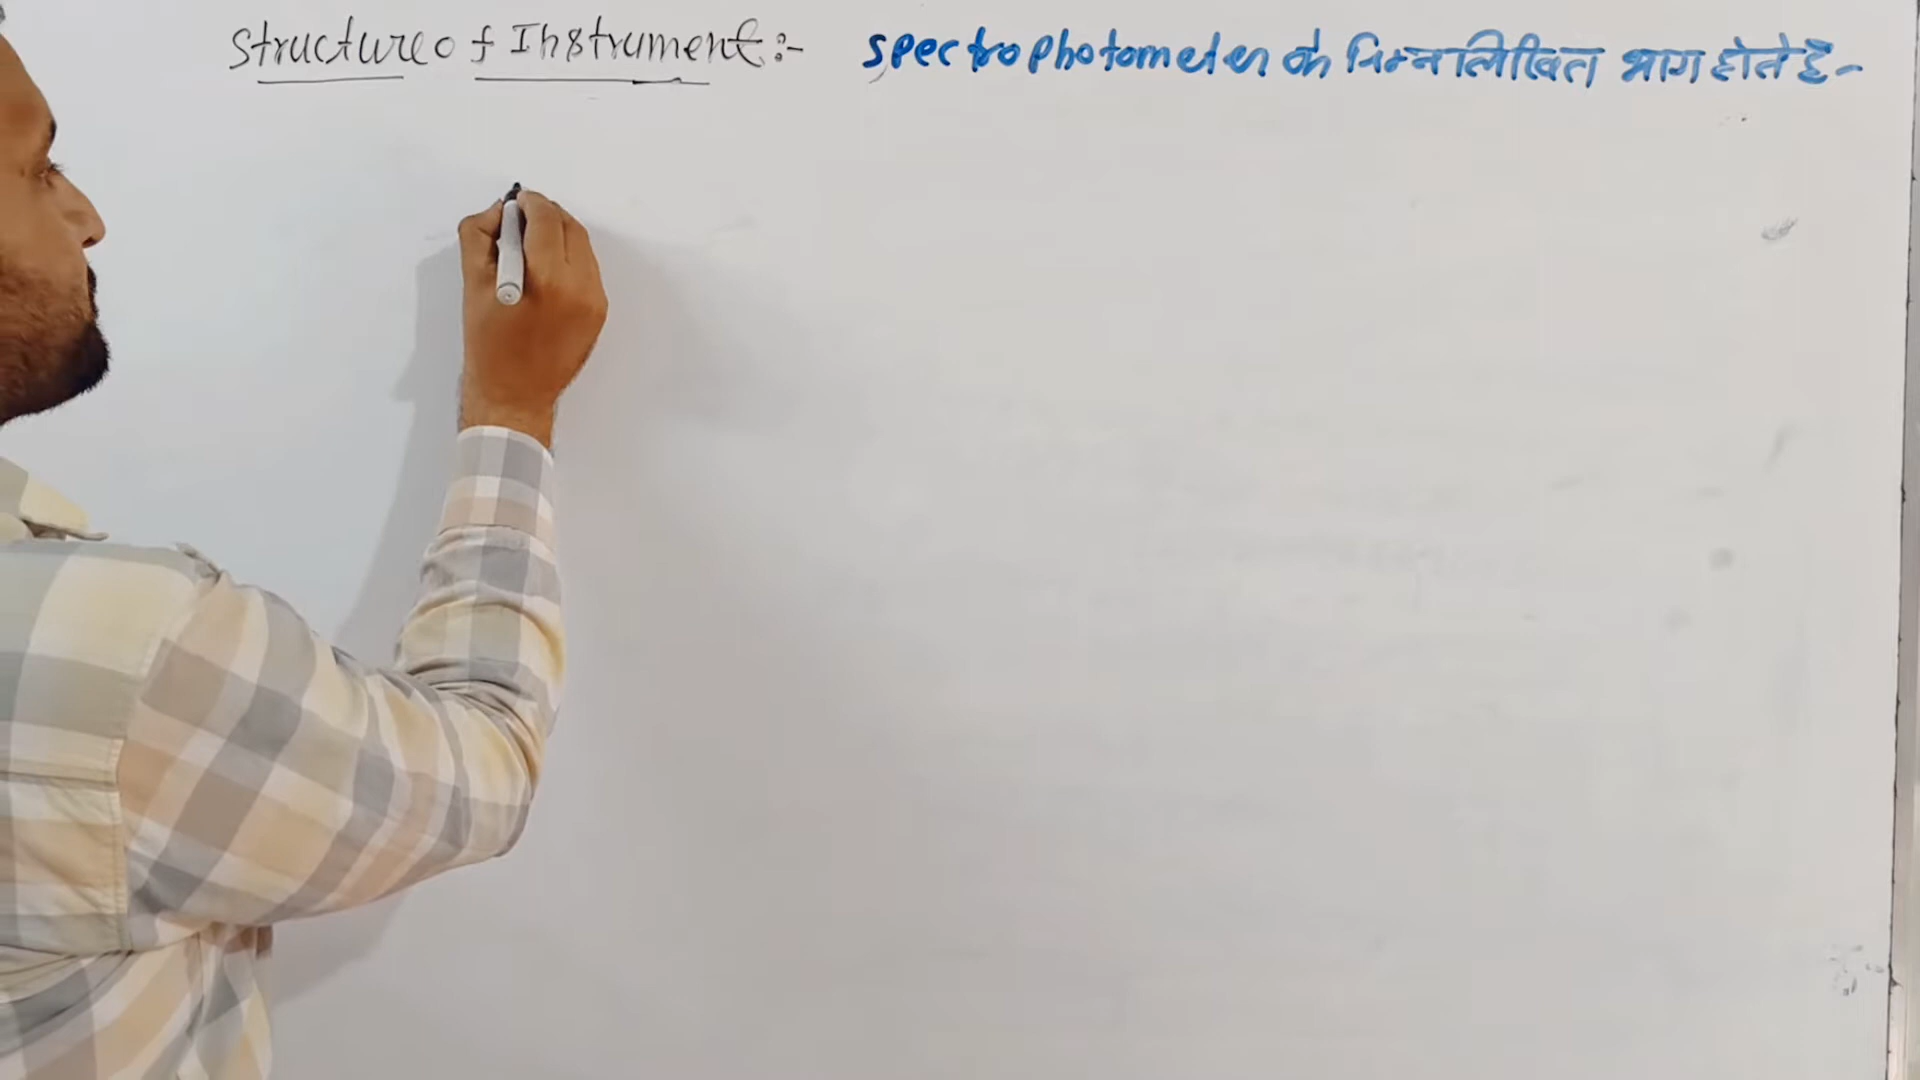 Structure of Instrument :- Spectrophotometer के निम्नलिखित भाग होते हैं -